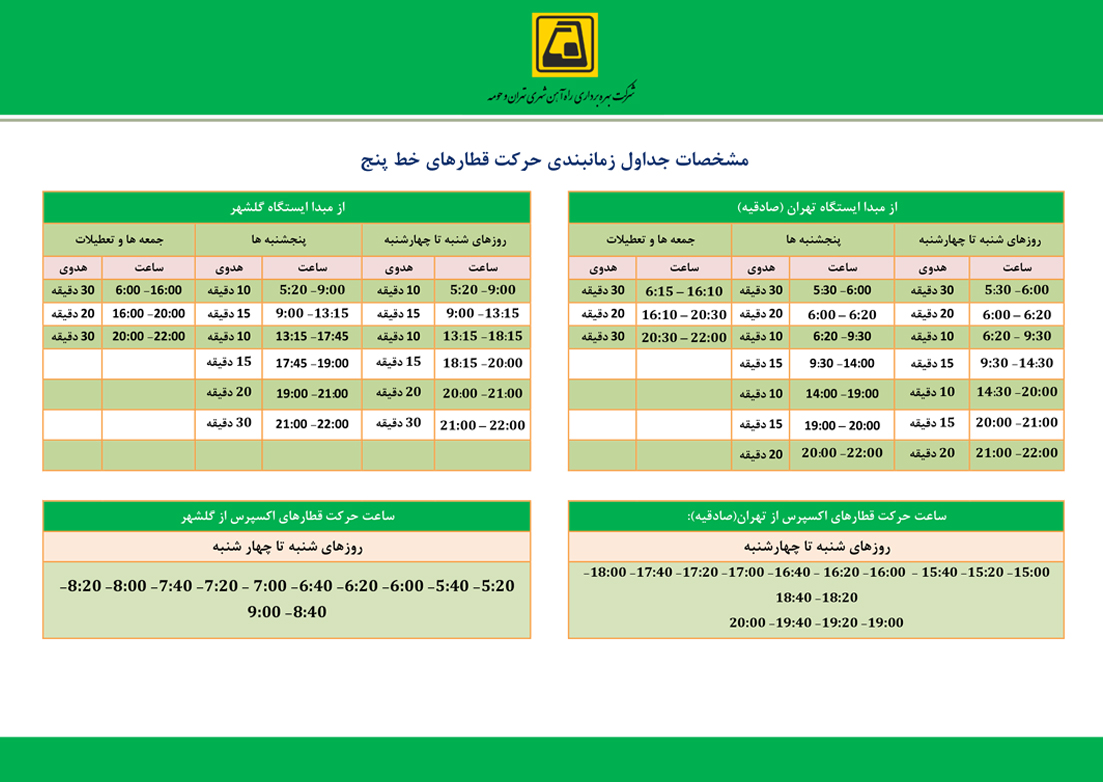 شرکت بهره برداری راه آهن شهری تهران و حومه
مشخصات جداول زمانبندی حرکت قطارهای خط پنج
از مبدا ایستگاه تهران (صادقیه)
روزهای شنبه تا چهارشنبه پنجشنبه ها جمعه ها و تعطیلات
ساعت هدوی ساعت هدوی ساعت هدوی
5:30 -6:00 30 دقیقه 5:30 -6:00 30 دقیقه 6:15 – 16:10 30 دقیقه
6:00 – 6:20 20 دقیقه 6:00 – 6:20 20 دقیقه 16:10 – 20:30 20 دقیقه
6:20 – 9:30 10 دقیقه 6:20 -9:30 10 دقیقه 20:30 – 22:00 30 دقیقه
9:30 -14:30 15 دقیقه 9:30 -14:00 15 دقیقه
14:30 -20:00 10 دقیقه 14:00 -19:00 10 دقیقه
20:00 -21:00 15 دقیقه 19:00 – 20:00 15 دقیقه
21:00 -22:00 20 دقیقه 20:00 -22:00 20 دقیقه
از مبدا ایستگاه گلشهر
روزهای شنبه تا چهارشنبه پنجشنبه ها جمعه ها و تعطیلات
ساعت هدوی ساعت هدوی ساعت هدوی
5:20 -9:00 10 دقیقه 5:20 -9:00 10 دقیقه 6:00 -16:00 30 دقیقه
9:00 -13:15 15 دقیقه 9:00 -13:15 15 دقیقه 16:00 -20:00 20 دقیقه
13:15 -18:15 10 دقیقه 13:15 -17:45 10 دقیقه 20:00 -22:00 30 دقیقه
18:15 -20:00 15 دقیقه 17:45 -19:00 15 دقیقه
20:00 -21:00 20 دقیقه 19:00 -21:00 20 دقیقه
21:00 – 22:00 30 دقیقه 21:00 -22:00 30 دقیقه
ساعت حرکت قطارهای اکسپرس از تهران(صادقیه):
روزهای شنبه تا چهارشنبه
15:00- 15:20- 15:40 - 16:00- 16:20 - 16:40- 17:00- 17:20- 17:40- 18:00-
18:20- 18:40
19:00- 19:20- 19:40- 20:00
ساعت حرکت قطارهای اکسپرس از گلشهر
روزهای شنبه تا چهار شنبه
5:20- 5:40- 6:00- 6:20- 6:40- 7:00 - 7:20- 7:40- 8:00- 8:20-
8:40- 9:00